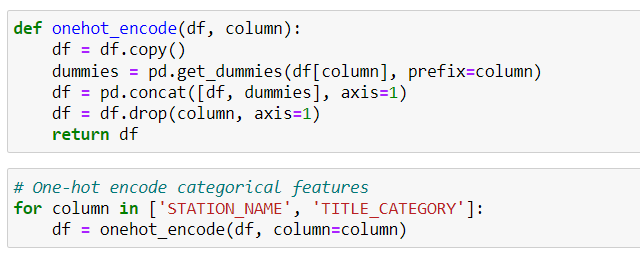 def onehot_encode(df, column):
    df = df.copy()
    dummies = pd.get_dummies(df[column], prefix=column)
    df = pd.concat([df, dummies], axis=1)
    df = df.drop(column, axis=1)
    return df
# One-hot encode categorical features
for column in ['STATION_NAME', 'TITLE_CATEGORY']:
    df = onehot_encode(df, column=column)